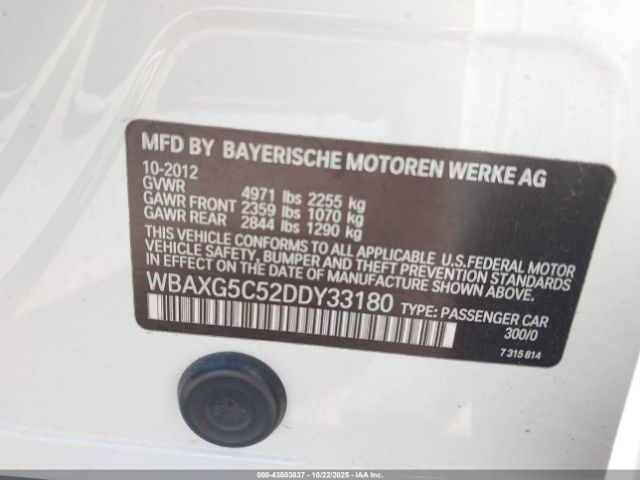 MFD BY BAYERISCHE MOTOREN WERKE AG
10-2012
GVWR 4971 lbs 2255 kg
GAWR FRONT 2359 lbs 1070 kg
GAWR REAR 2844 lbs 1290 kg
THIS VEHICLE CONFORMS TO ALL APPLICABLE U.S.FEDERAL MOTOR
VEHICLE SAFETY, BUMPER AND THEFT PREVENTION STANDARDS
IN EFFECT ON THE DATE OF MANUFACTURE SHOWN ABOVE.
WBAXG5C52DDY33180 TYPE: PASSENGER CAR
300/0
7 315 814
000-43503837 - 10/22/2025 - IAAI - COPART